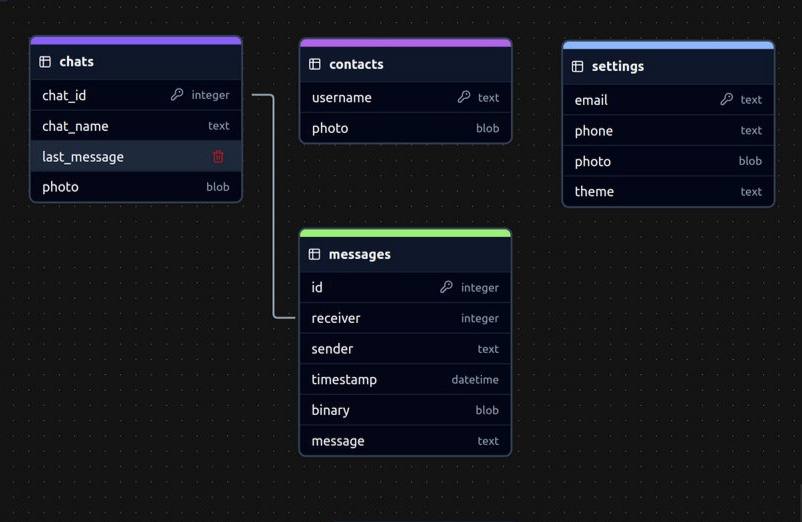 chats
chat_id integer
chat_name text
last_message
photo blob
contacts
username text
photo blob
settings
email text
phone text
photo blob
theme text
messages
id integer
receiver integer
sender text
timestamp datetime
binary blob
message text